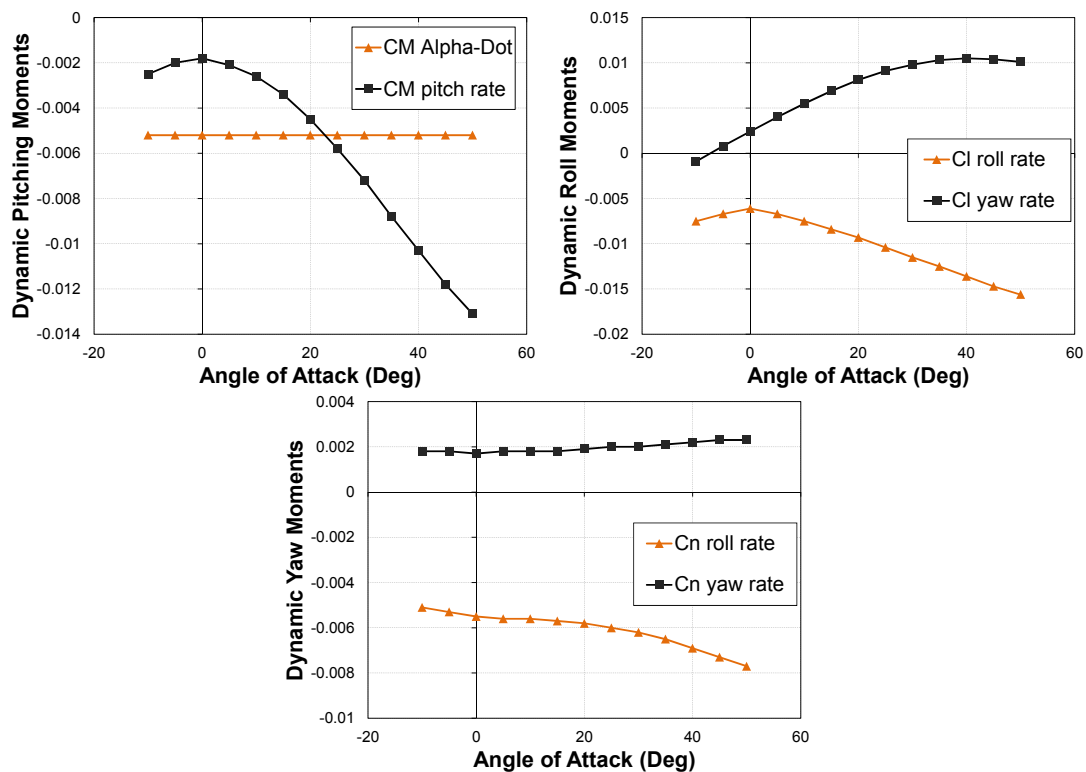 Dynamic Pitching Moments
0
-0.002
-0.004
-0.006
-0.008
-0.01
-0.012
-0.014
CM Alpha-Dot
CM pitch rate
-20 0 20 40 60
Angle of Attack (Deg)
Dynamic Roll Moments
0.015
0.01
0.005
0
-0.005
-0.01
-0.015
-0.02
Cl roll rate
Cl yaw rate
-20 0 20 40 60
Angle of Attack (Deg)
Dynamic Yaw Moments
0.004
0.002
0
-0.002
-0.004
-0.006
-0.008
-0.01
Cn roll rate
Cn yaw rate
-20 0 20 40 60
Angle of Attack (Deg)